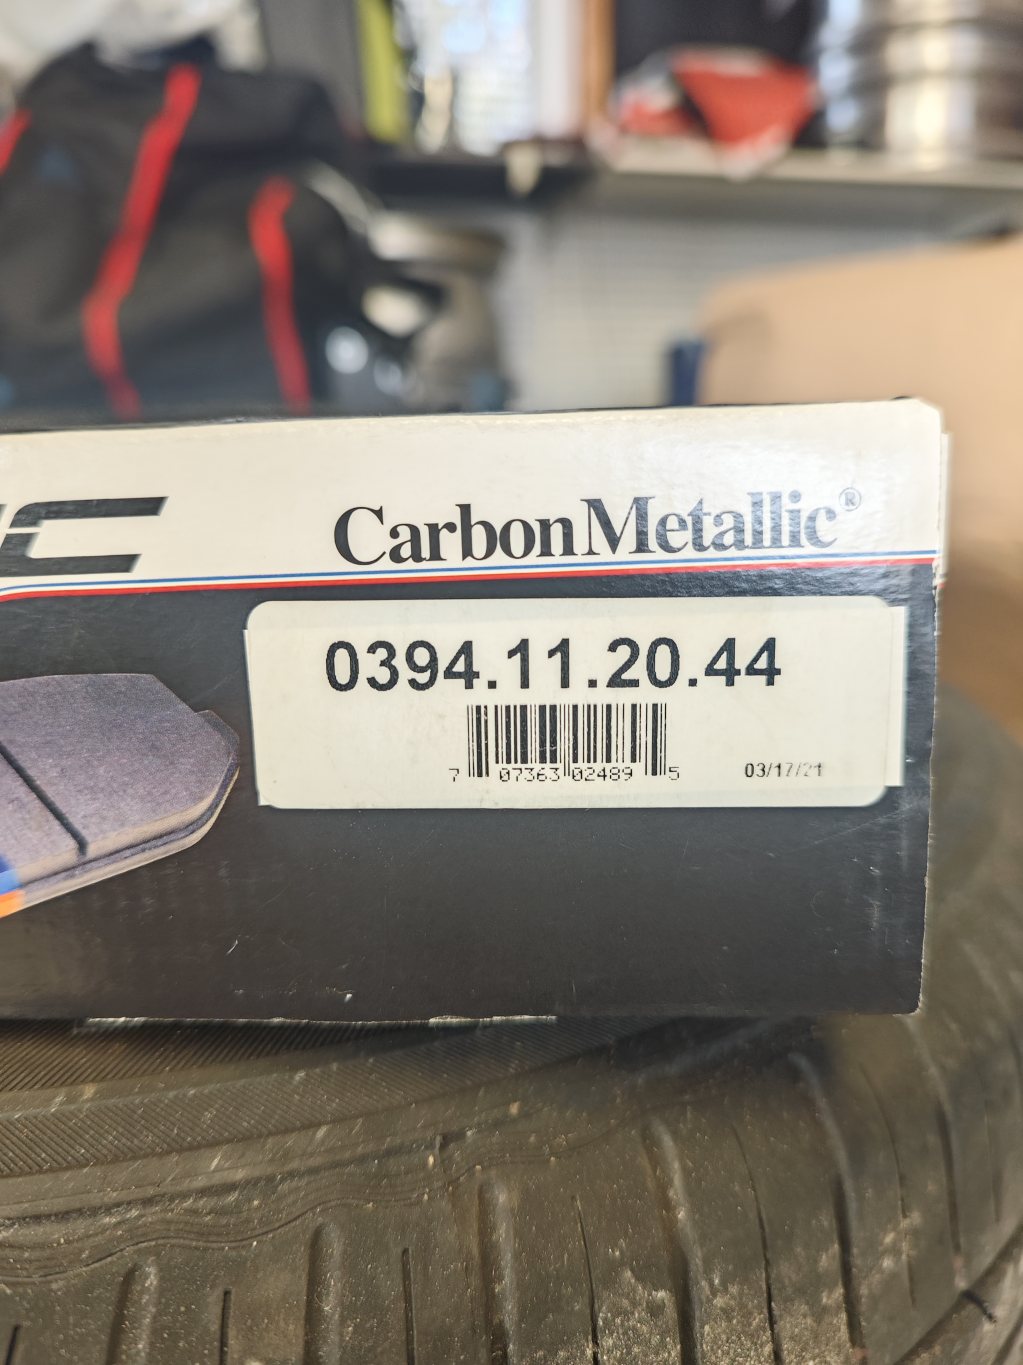 CarbonMetallic®
0394.11.20.44
7 07363 02489 5
03/17/21